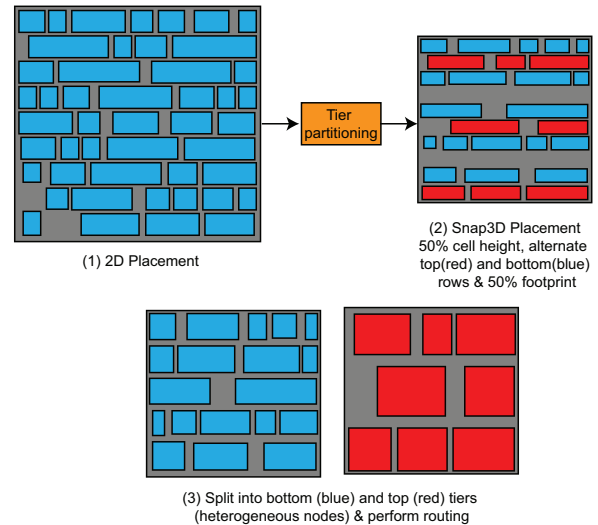 Tier
partitioning
(1) 2D Placement
(2) Snap3D Placement
50% cell height, alternate
top(red) and bottom(blue)
rows & 50% footprint
(3) Split into bottom (blue) and top (red) tiers
(heterogeneous nodes) & perform routing